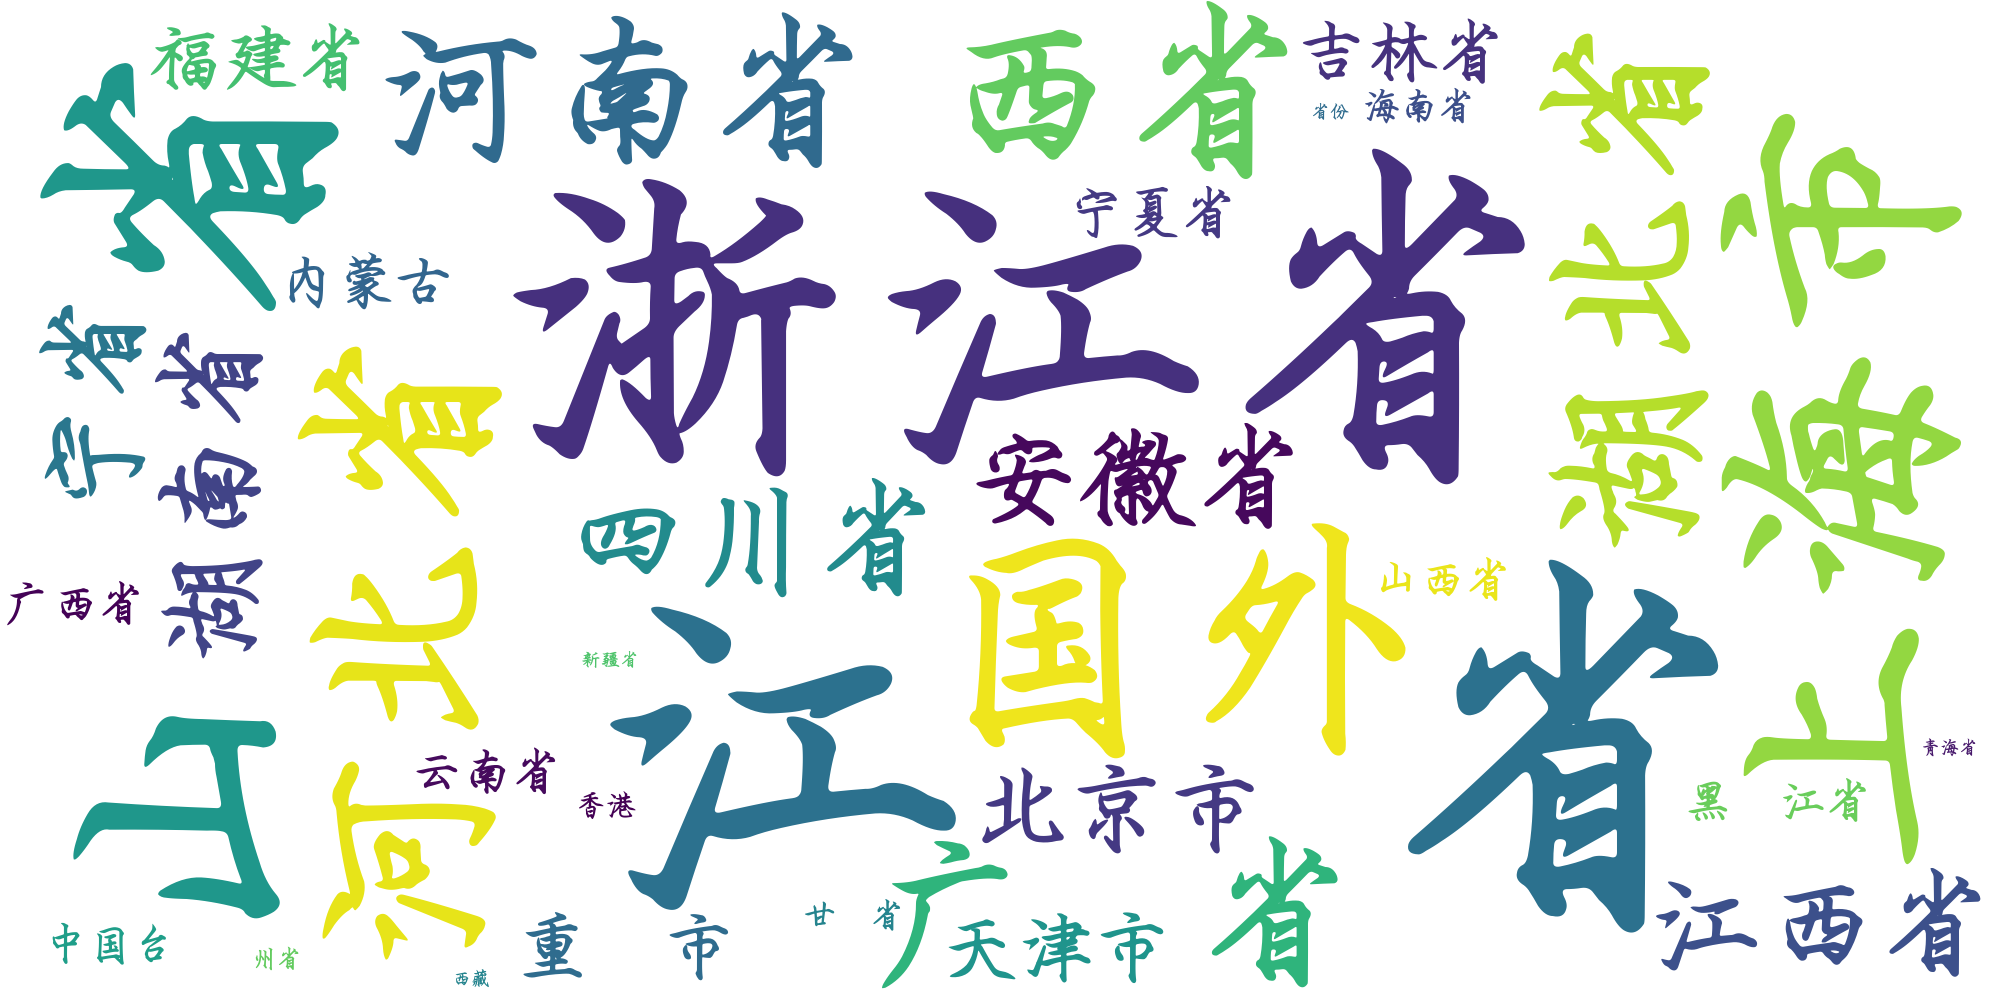 福建省
河南省
西省
吉林省
省份
海南省
湖北省
上海市
山 省
内蒙古
浙江省
宁夏省
宁省
湖南省
河北省
安徽省
四川省
国外
山西省
广西省
新疆省
江 省
云南省
香港
北京市
青海省
黑 江省
广 省
江西省
中国台
州省
西藏
重 市
甘 省
天津市